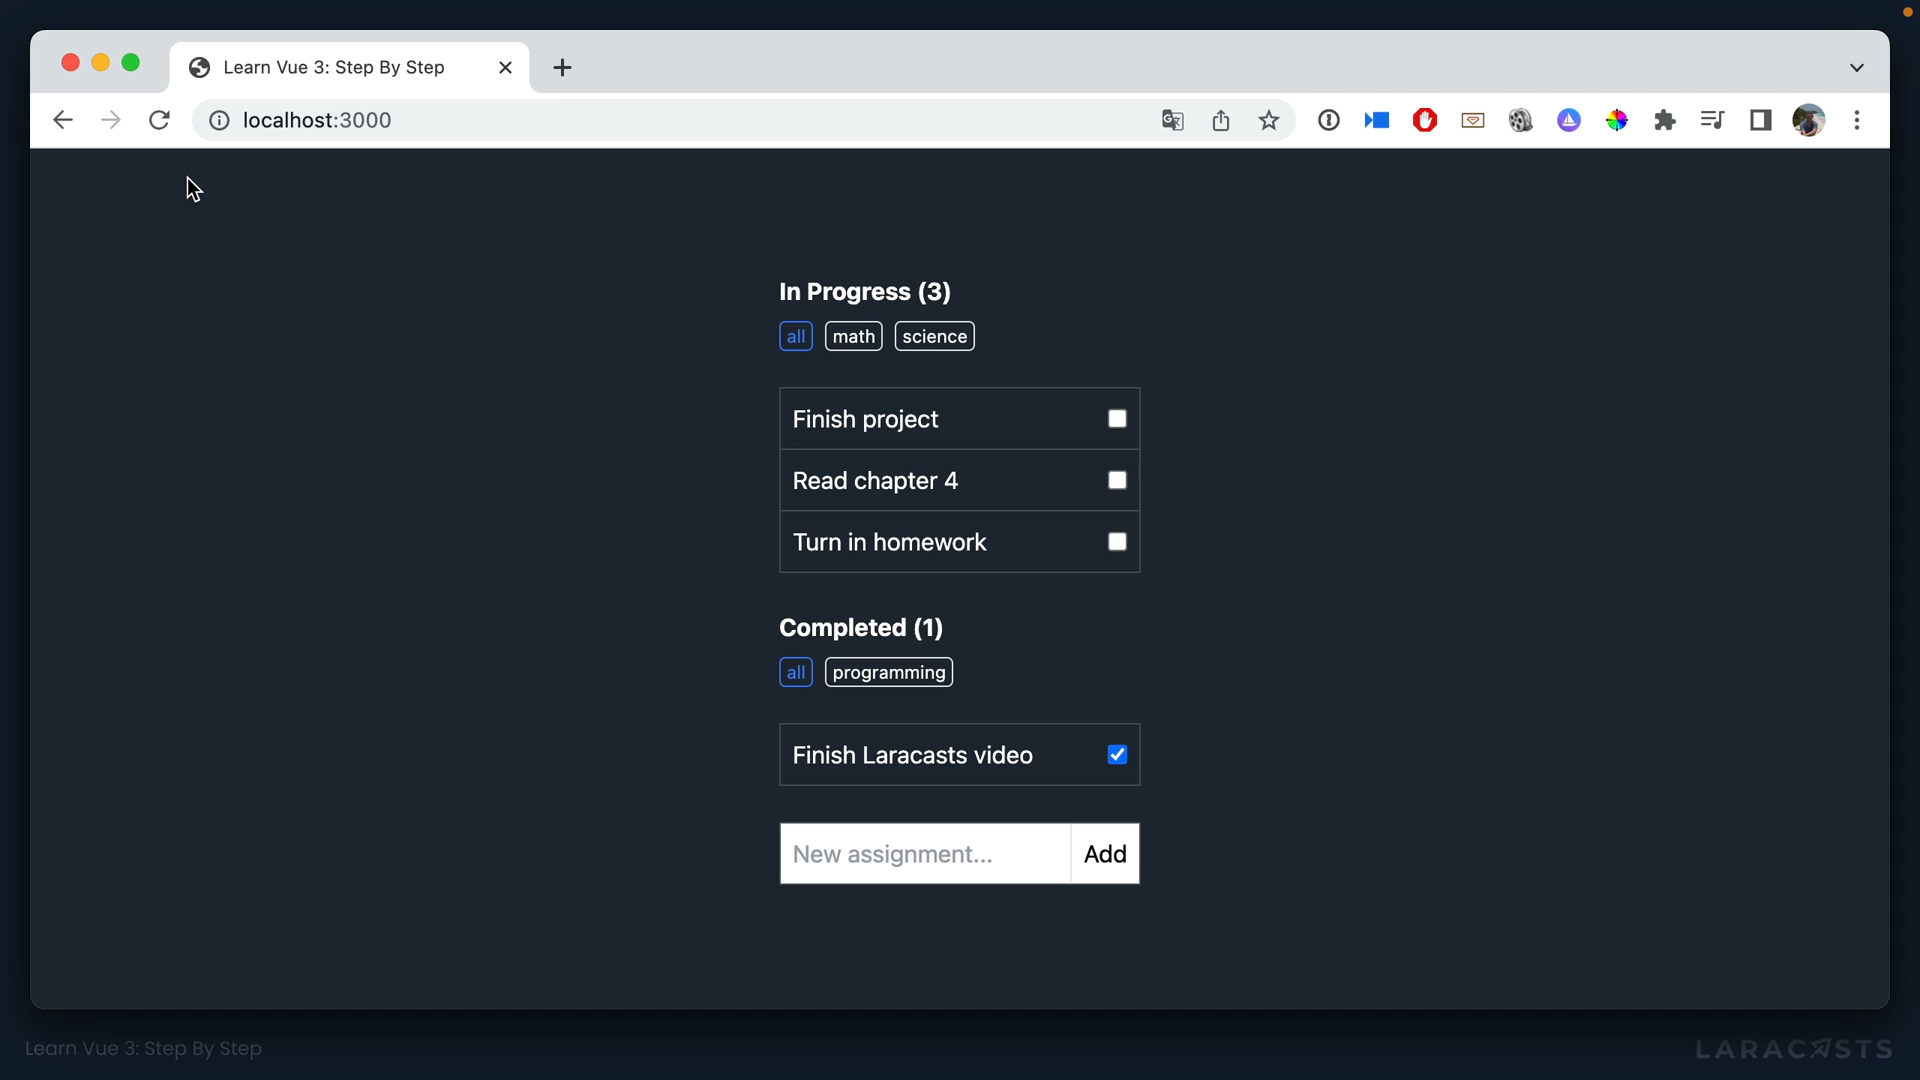 Learn Vue 3: Step By Step
localhost:3000
In Progress (3)
all math science
Finish project
Read chapter 4
Turn in homework
Completed (1)
all programming
Finish Laracasts video
New assignment... Add
Learn Vue 3: Step By Step
LARACASTS